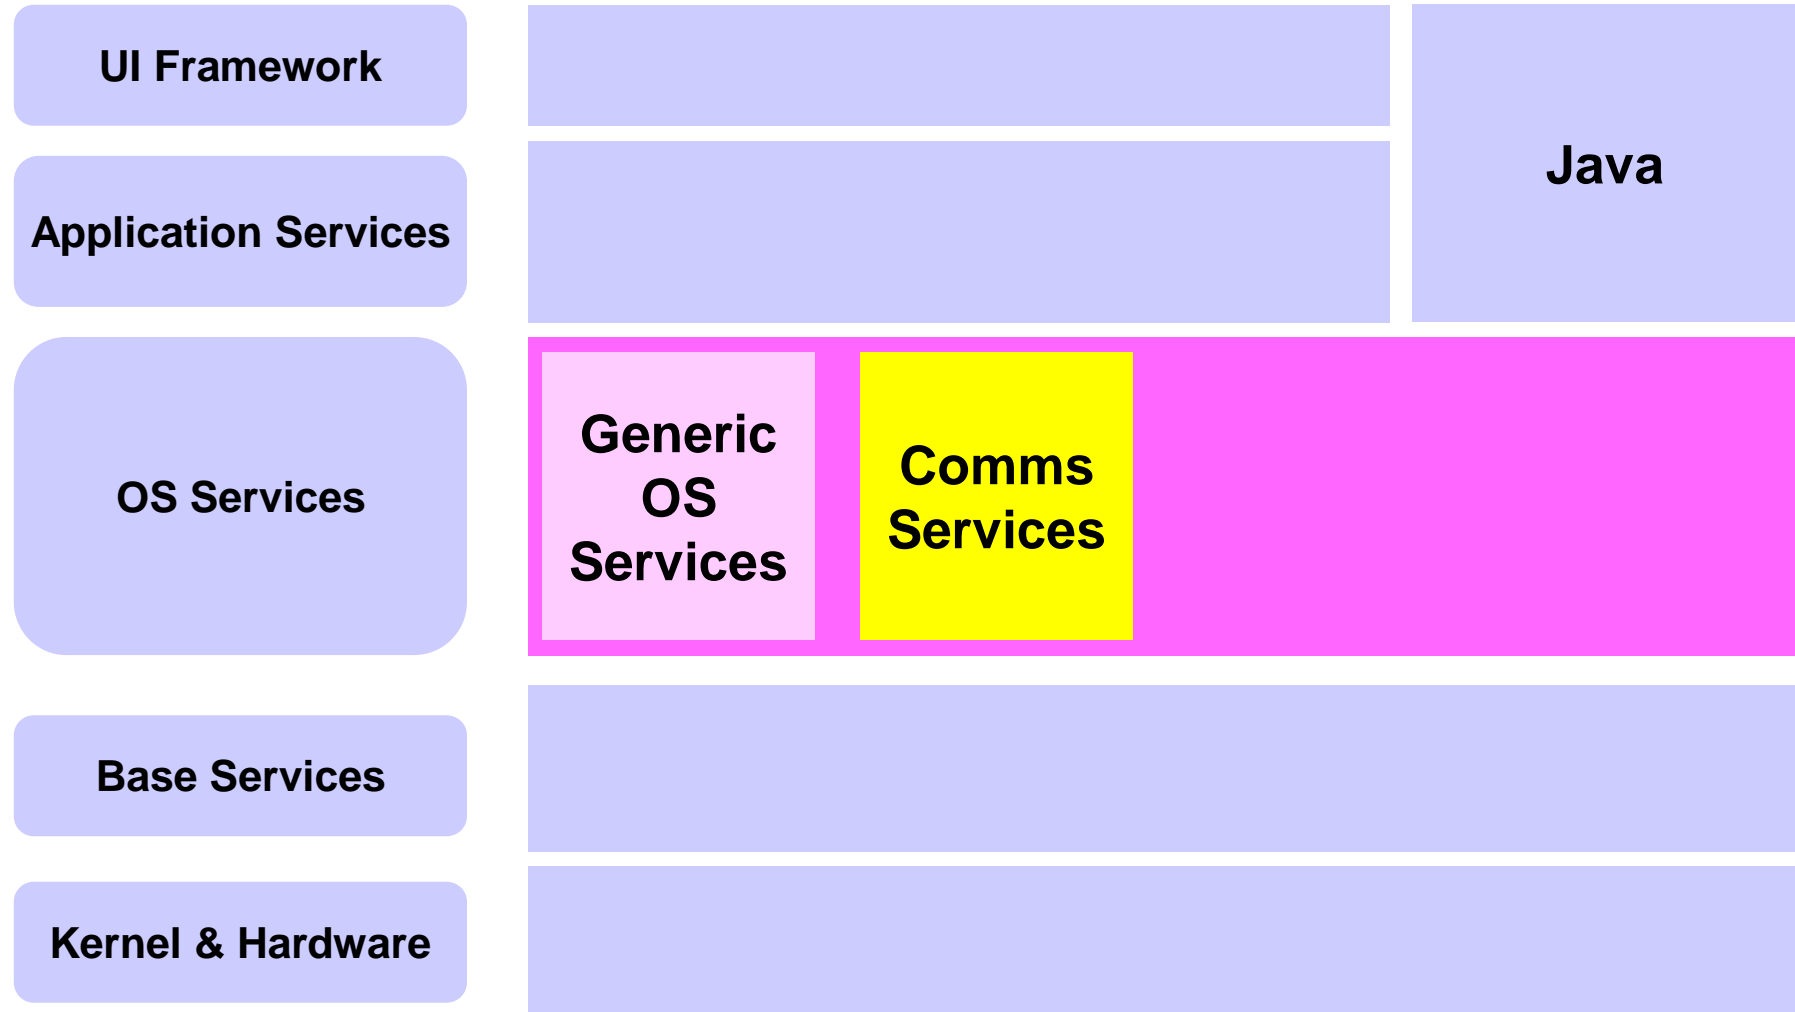 UI Framework
Java
Application Services
OS Services
Generic
OS
Services
Comms
Services
Base Services
Kernel & Hardware